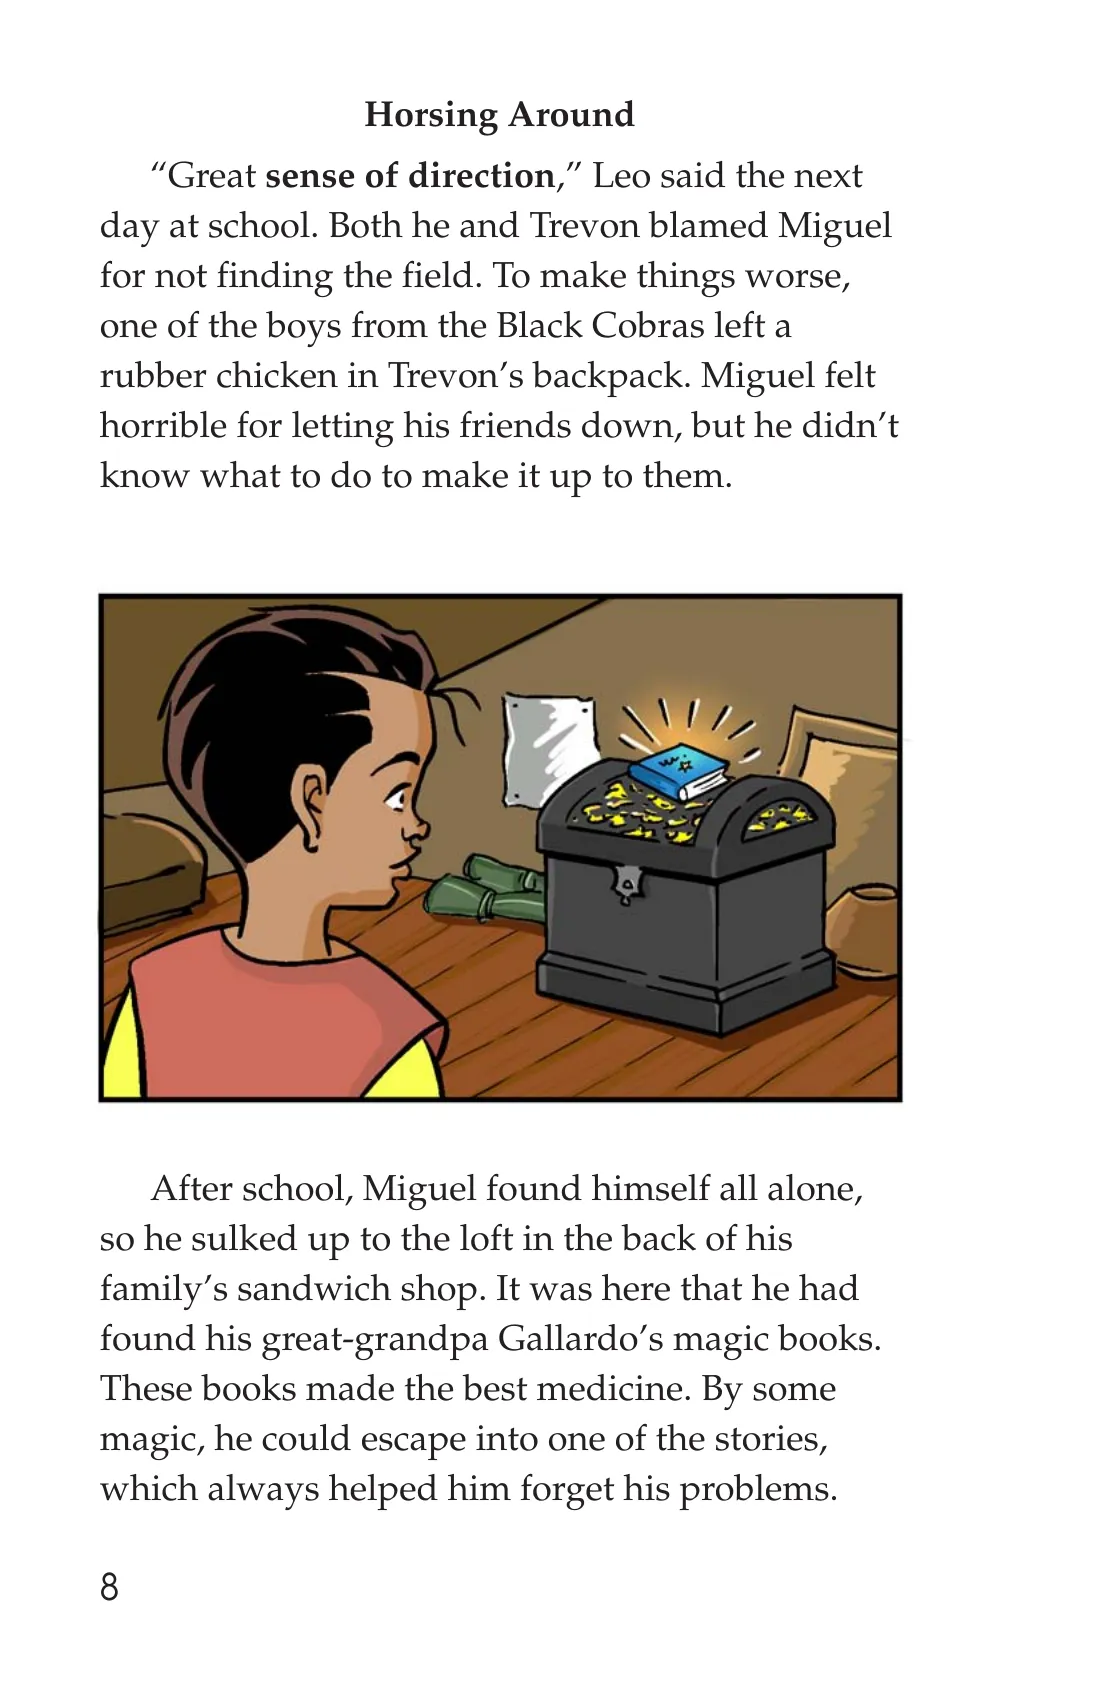 Horsing Around
“Great sense of direction,” Leo said the next
day at school. Both he and Trevon blamed Miguel
for not finding the field. To make things worse,
one of the boys from the Black Cobras left a
rubber chicken in Trevon’s backpack. Miguel felt
horrible for letting his friends down, but he didn’t
know what to do to make it up to them.
After school, Miguel found himself all alone,
so he sulked up to the loft in the back of his
family’s sandwich shop. It was here that he had
found his great-grandpa Gallardo’s magic books.
These books made the best medicine. By some
magic, he could escape into one of the stories,
which always helped him forget his problems.
8